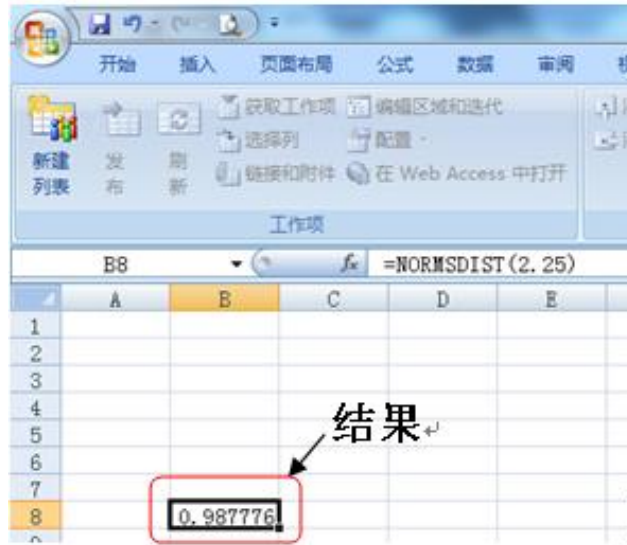 开始 插入 页面布局 公式 数据 审阅
获取工作项 编辑区域和迭代
新建列表 发布 刷新 选择列 配置
链接和附件 在 Web Access 中打开
工作项
B8 fx =NORMSDIST(2.25)
A B C D E
1
2
3
4
5 结果
6
7
8 0.987776